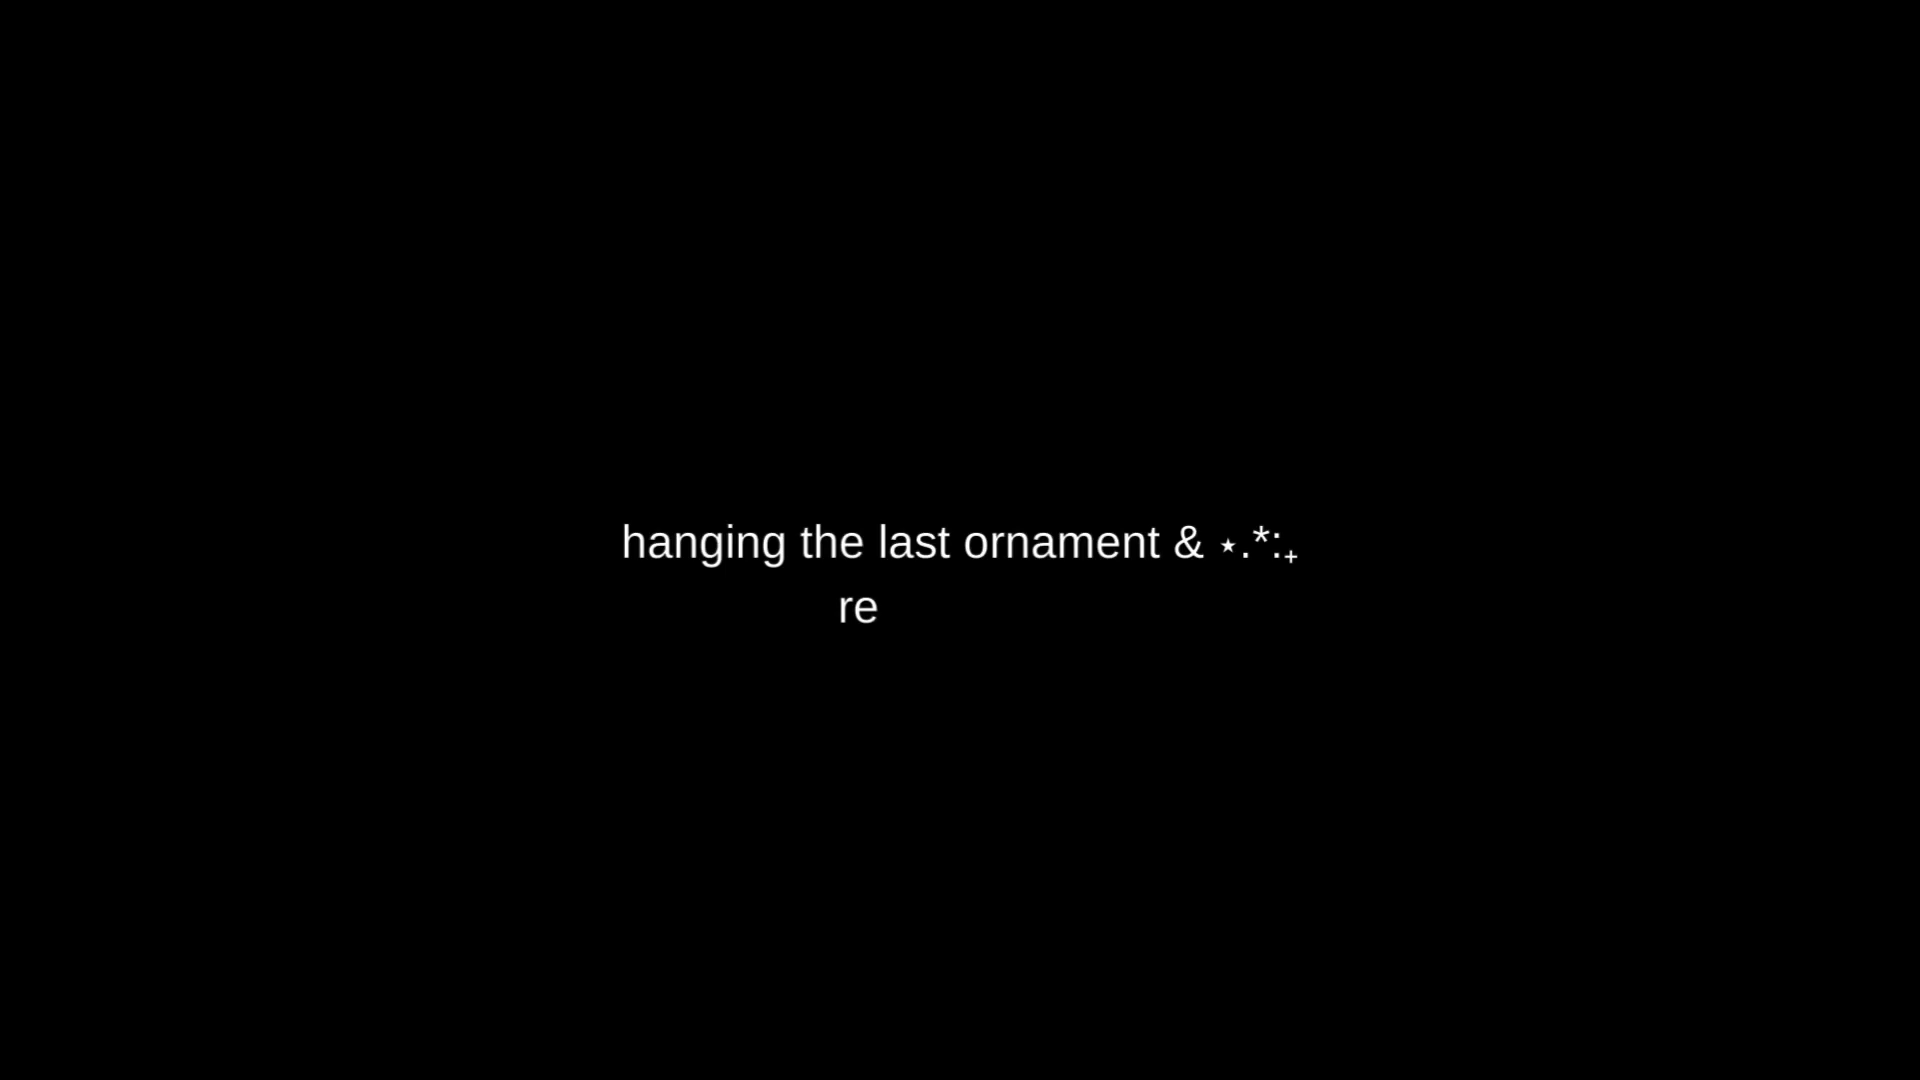 hanging the last ornament & ⋆.*:₊
re